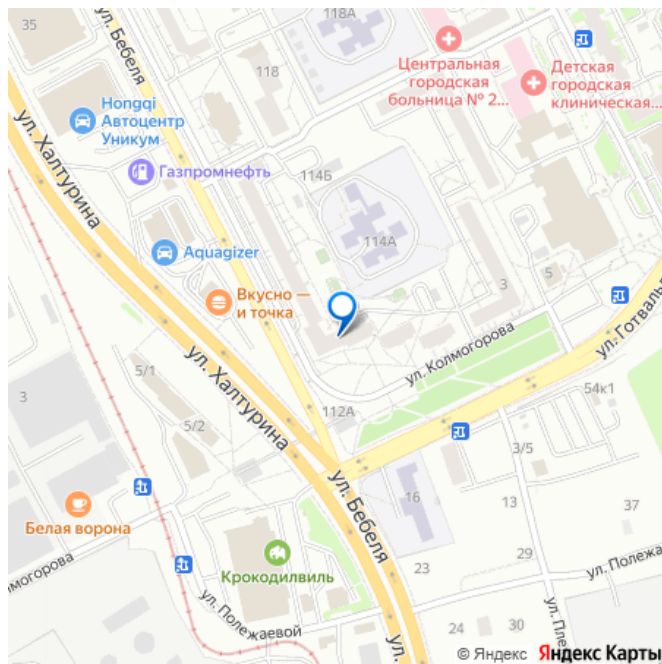 35
ул. Бебеля
118А
118
Центральная
городская
больница № 2...
Детская
городская
клиническая...
Hongqi
Автоцентр
Уникум
ул. Халтурина
Газпромнефть
114Б
114А
Aquagizer
3
5
Вкусно —
и точка
ул. Колмогорова
ул. Готваль
5/1
ул. Халтурина
3
5/2
112А
54к1
3/5
ул. Бебеля
16
13
37
Белая ворона
олмогорова
Крокодилвиль
23
29
ул. Полежа
ул. Полежаевой
24
30
ул. Пле
ул.
© Яндекс Яндекс Карты